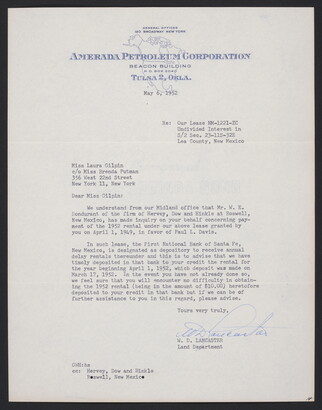 GENERAL OFFICES
120 BROADWAY NEW YORK
AMERADA PETROLEUM CORPORATION
BEACON BUILDING
P O BOX 2040
TULSA 2, OKLA.
May 6, 1952
Re: Our Lease NM-1221-EC
Undivided Interest in
S/2 Dec. 23-11S-32E
Lea County, New Mexico
Miss Laura Gilpin
c/o Miss Brenda Putnam
356 West 22nd Street
New York 11, New York
Dear Miss Gilpin:
We understand from our Midland office that Mr. W. E.
Bondurant of the firm of Hervey, Dow and Hinkle at Roswell,
New Mexico, has made inquiry on your behalf concerning pay-
ment of the 1952 rental under our above lease granted by
you on April 1, 1949, in favor of Paul L. Davis.
In such lease, the First National Bank of Santa Fe,
New Mexico, is designated as depository to receive annual
delay rentals thereunder and this is to advise that we have
timely deposited in that bank to your credit the rental for
the year beginning April 1, 1952, which deposit was made on
March 17, 1952. In the event you have not already done so,
we feel sure that you will encounter no difficulty in obtain-
ing the 1952 rental (being in the amount of $10.00) heretofore
deposited to your credit in that bank but if we can be of
further assistance to you in this regard, please advise.
Yours very truly,
W D Lancaster
W. D. LANCASTER
Land Department
cc: Hervey, Dow and Hinkle
Roswell, New Mexico